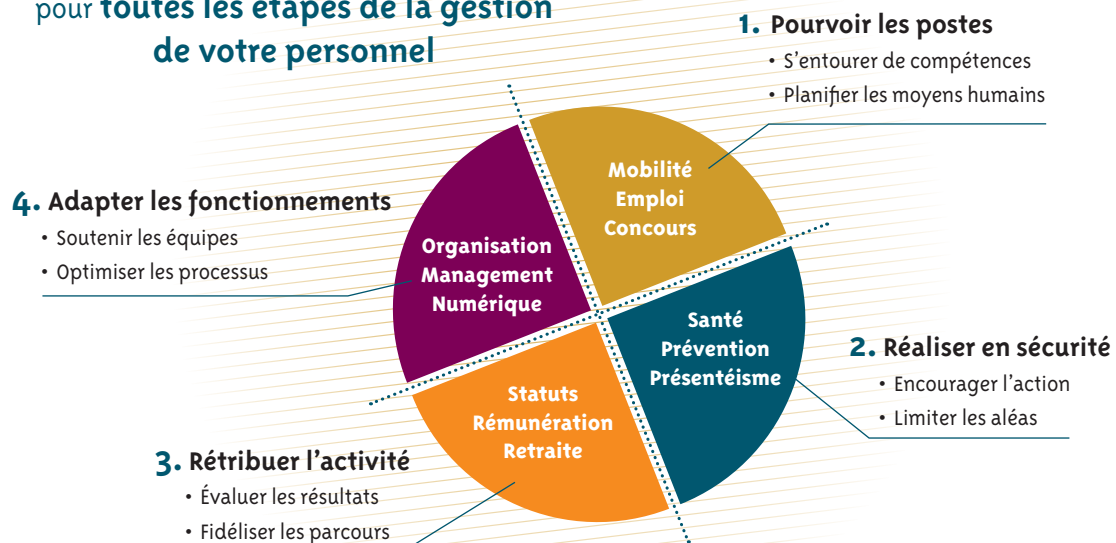 pour toutes les étapes de la gestion
de votre personnel
1. Pourvoir les postes
• S'entourer de compétences
• Planifier les moyens humains
Mobilité
Emploi
Concours
4. Adapter les fonctionnements
• Soutenir les équipes
• Optimiser les processus
Organisation
Management
Numérique
Santé
Prévention
Présentéisme
2. Réaliser en sécurité
• Encourager l'action
• Limiter les aléas
Statuts
Rémunération
Retraite
3. Rétribuer l'activité
• Évaluer les résultats
• Fidéliser les parcours